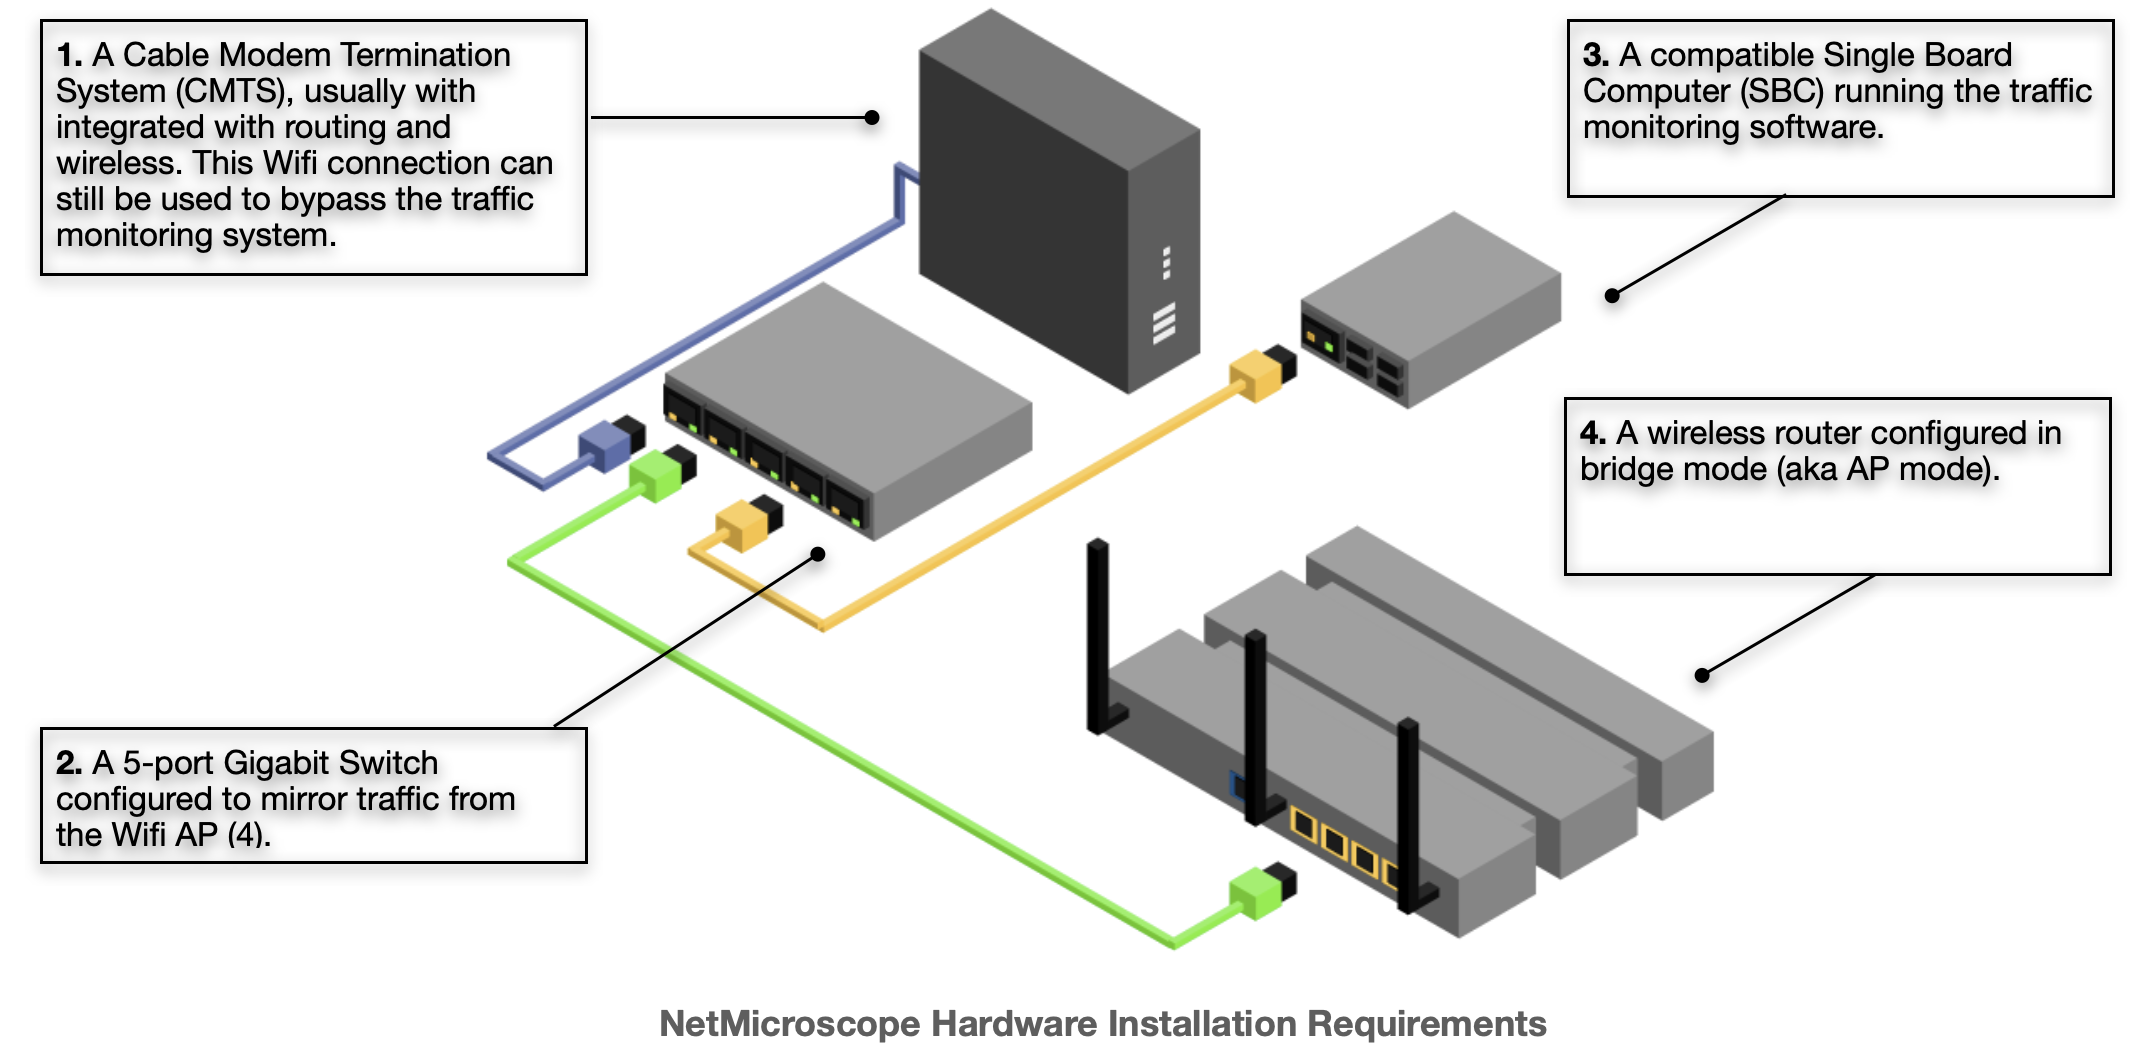 1. A Cable Modem Termination
System (CMTS), usually with
integrated with routing and
wireless. This Wifi connection can
still be used to bypass the traffic
monitoring system.
3. A compatible Single Board
Computer (SBC) running the traffic
monitoring software.
4. A wireless router configured in
bridge mode (aka AP mode).
2. A 5-port Gigabit Switch
configured to mirror traffic from
the Wifi AP (4).
NetMicroscope Hardware Installation Requirements